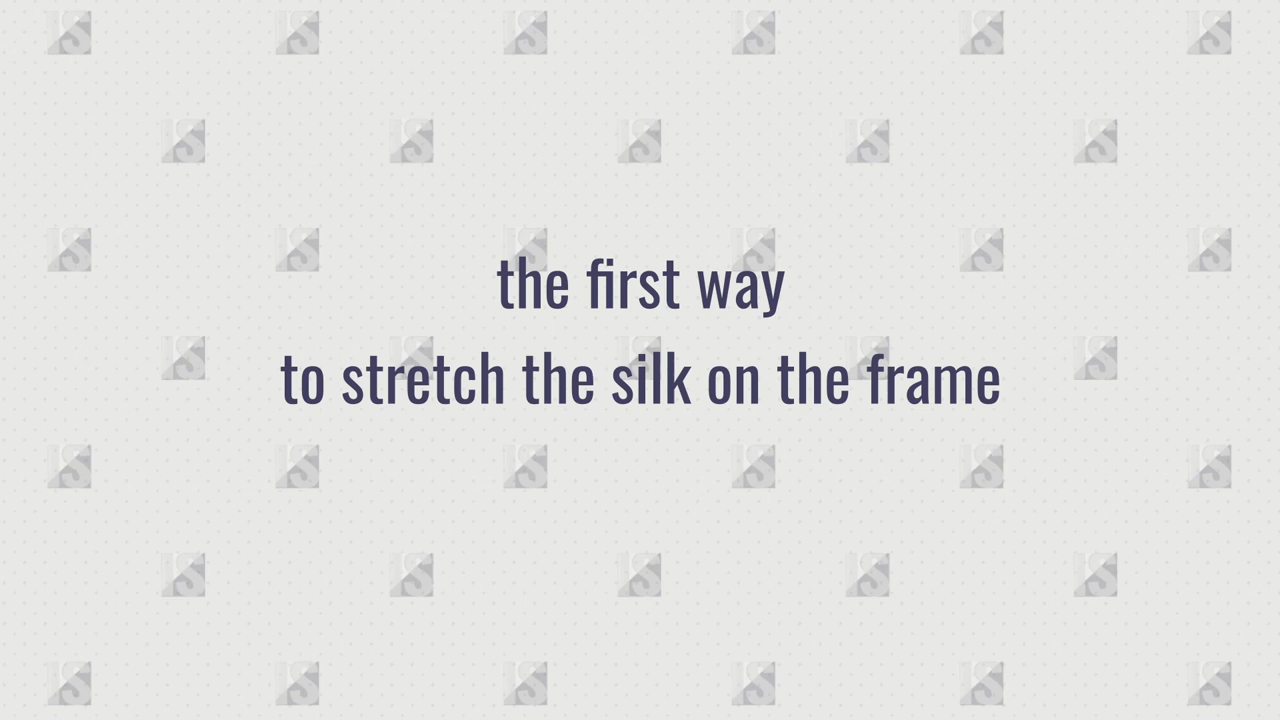 the first way
to stretch the silk on the frame